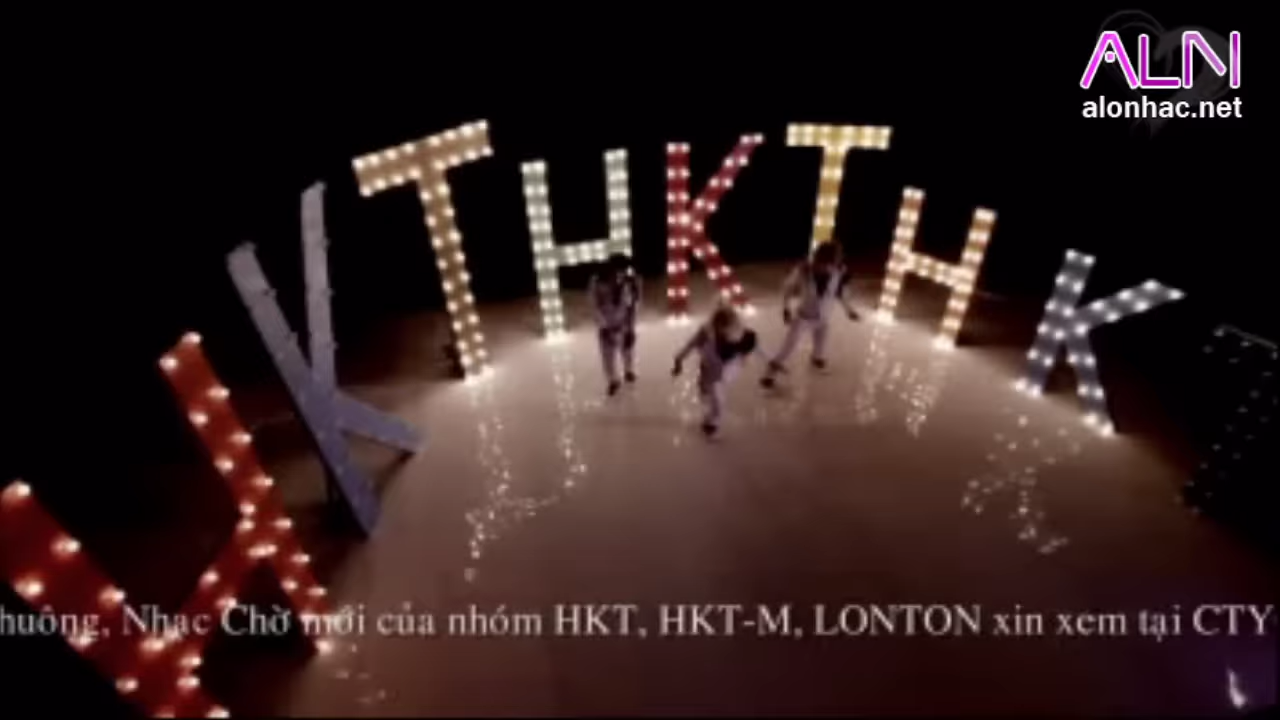 ALN
alonhac.net
K K T H K T H K
huông, Nhạc Chờ mới của nhóm HKT, HKT-M, LONTON xin xem tại CTY